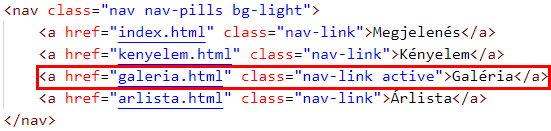 <nav class="nav nav-pills bg-light">
<a href="index.html" class="nav-link">Megjelenés</a>
<a href="kenyelem.html" class="nav-link">Kényelem</a>
<a href="galeria.html" class="nav-link active">Galéria</a>
<a href="arlista.html" class="nav-link">Árlista</a>
</nav>